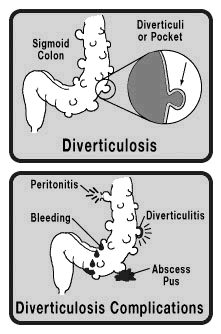 Sigmoid
Colon
Diverticuli
or Pocket
Diverticulosis
Peritonitis
Bleeding
Diverticulitis
Abscess
Pus
Diverticulosis Complications